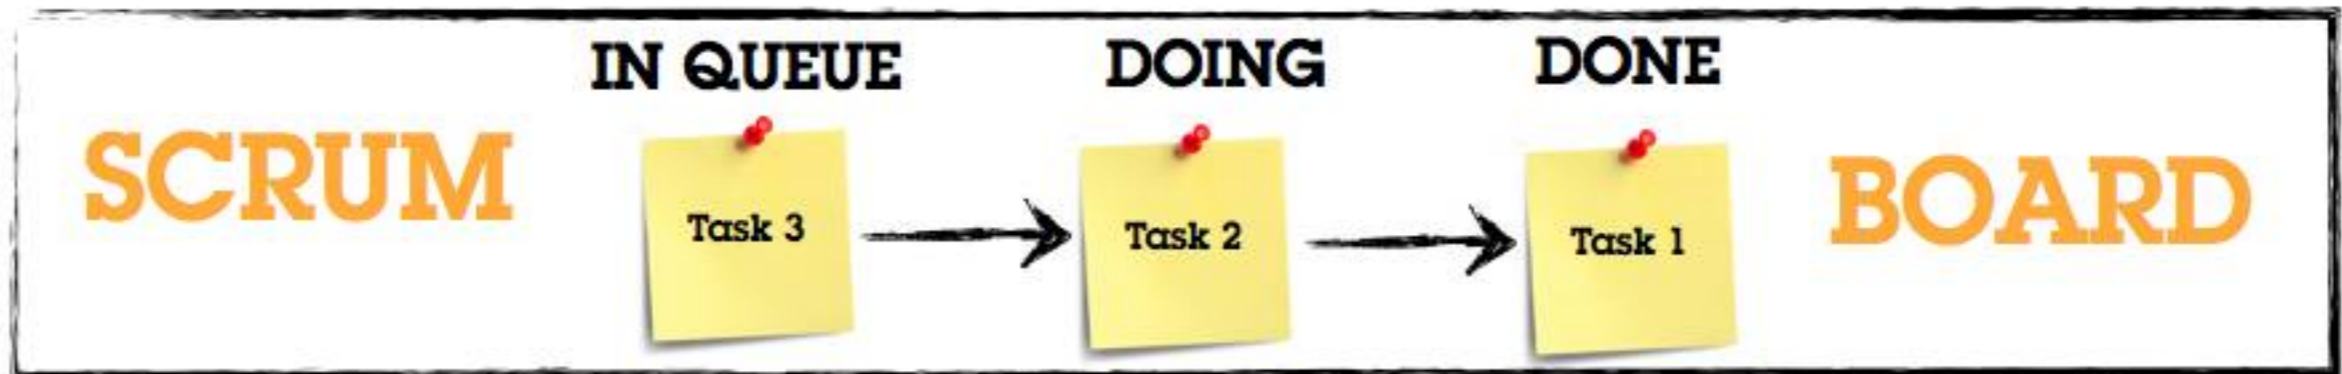 SCRUM
IN QUEUE
Task 3
DOING
Task 2
DONE
Task 1
BOARD